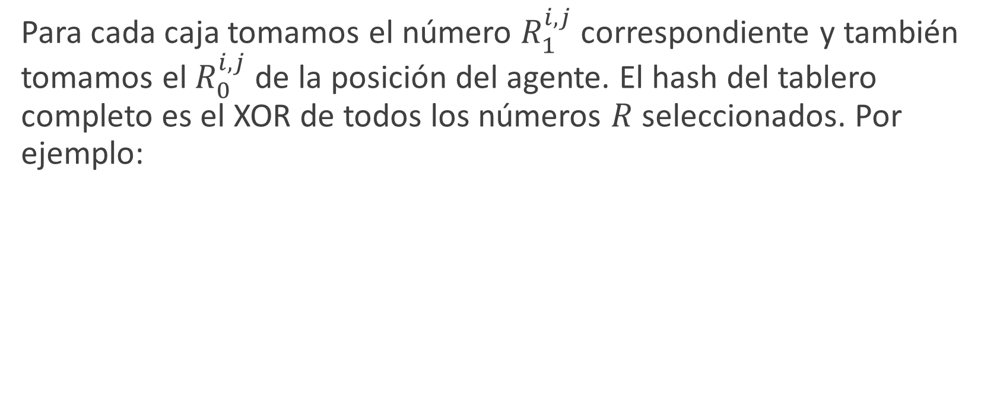 Para cada caja tomamos el número $R_1^{i,j}$ correspondiente y también
tomamos el $R_0^{i,j}$ de la posición del agente. El hash del tablero
completo es el XOR de todos los números $R$ seleccionados. Por
ejemplo: